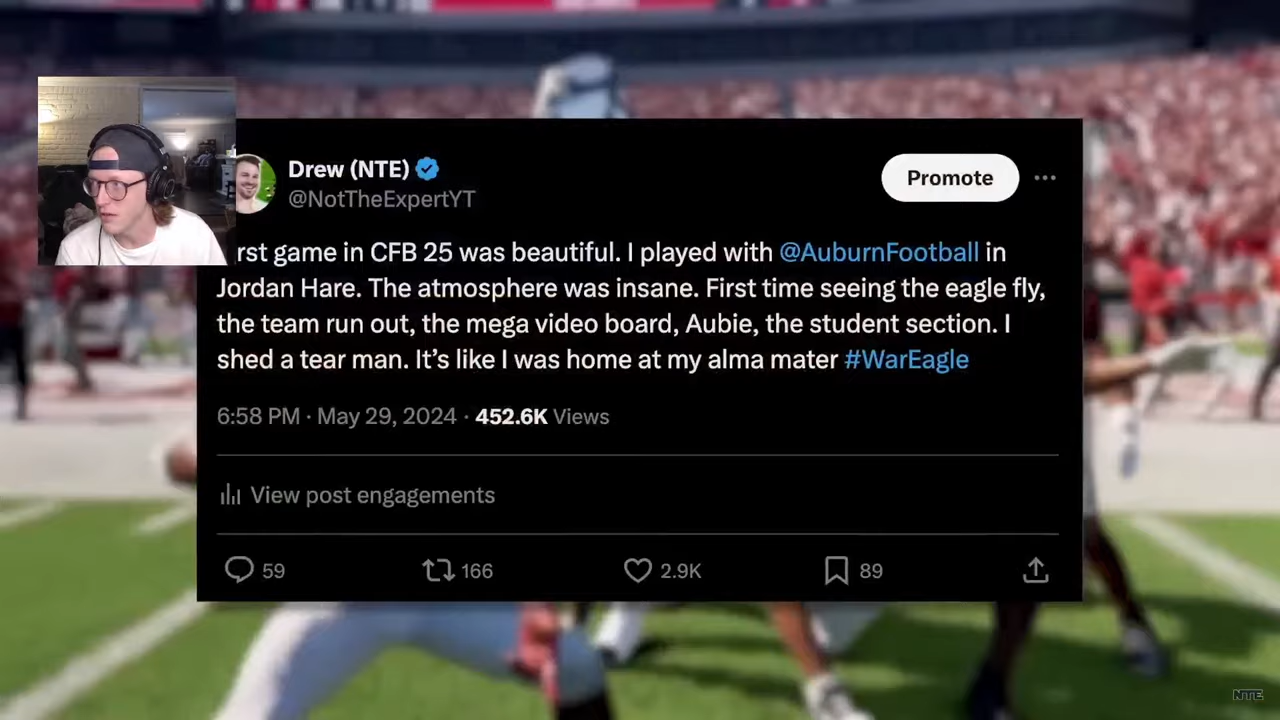 Drew (NTE)
@NotTheExpertYT
Promote
rst game in CFB 25 was beautiful. I played with @AuburnFootball in
Jordan Hare. The atmosphere was insane. First time seeing the eagle fly,
the team run out, the mega video board, Aubie, the student section. I
shed a tear man. It’s like I was home at my alma mater #WarEagle
6:58 PM · May 29, 2024 · 452.6K Views
View post engagements
59 166 2.9K 89
NTE